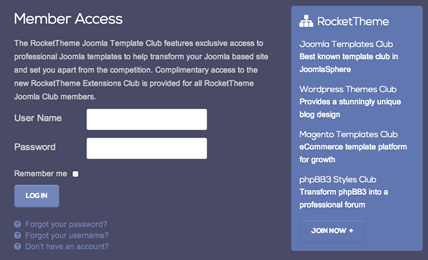 Member Access
The RocketTheme Joomla Template Club features exclusive access to
professional Joomla templates to help transform your Joomla based site
and set you apart from the competition. Complimentary access to the
new RocketTheme Extensions Club is provided for all RocketTheme
Joomla Club members.
User Name
Password
Remember me
LOG IN
Forgot your password?
Forgot your username?
Don't have an account?
RocketTheme
Joomla Templates Club
Best known template club in
JoomlaSphere
Wordpress Themes Club
Provides a stunningly unique
blog design
Magento Templates Club
eCommerce template platform
for growth
phpBB3 Styles Club
Transform phpBB3 into a
professional forum
JOIN NOW +